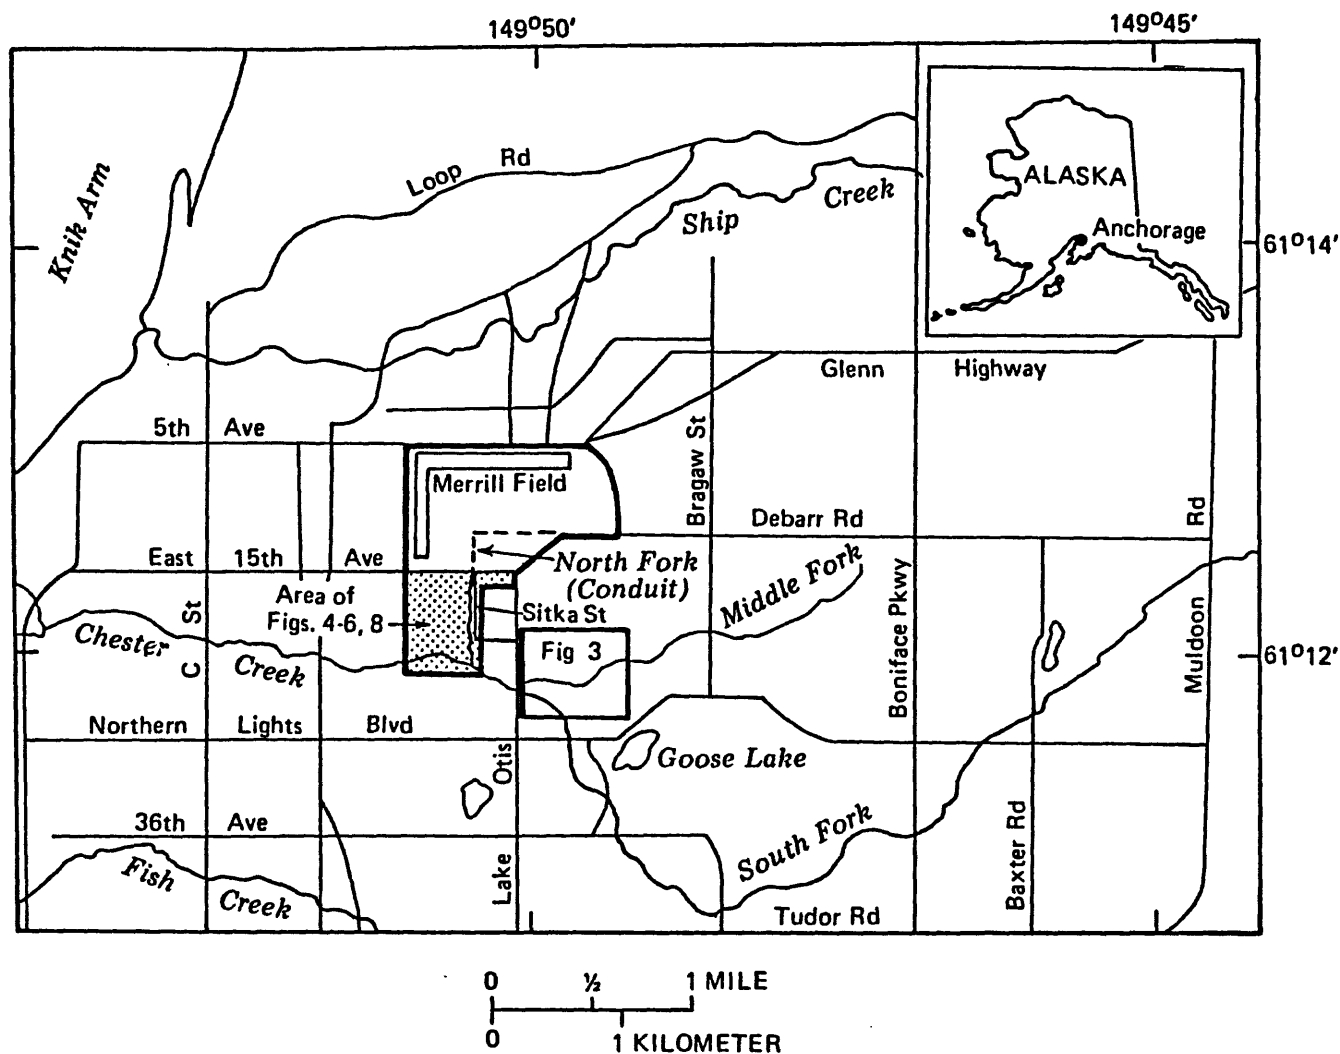 149°50'
149°45'
Knik Arm
Loop Rd
Ship Creek
ALASKA
Anchorage
61°14'
Glenn Highway
5th Ave
Merrill Field
Bragaw St
Debarr Rd
Rd
East 15th Ave
North Fork
(Conduit)
Middle Fork
Area of
Figs. 4-6, 8
Sitka St
C St
Chester Creek
Fig 3
Boniface Pkwy
Muldoon
61°12'
Northern Lights Blvd
Otis
Goose Lake
36th Ave
South Fork
Fish Creek
Lake
Baxter Rd
Tudor Rd
0 ½ 1 MILE
0 1 KILOMETER